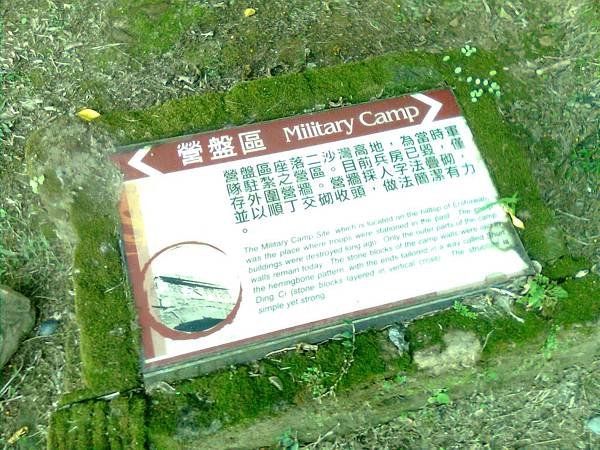 營盤區 Military Camp
營盤區座落二沙灣高地，為當時軍
隊駐紮之營區。目前兵房已毀，僅
存外圍營牆。營牆採人字法疊砌，
並以順丁交砌收頭，做法簡潔有力
。
The Military Camp Site, which is located on the hilltop of
was the place where troops were stationed in the past. The
buildings were destroyed long ago. Only the outer parts of the camp
walls remain today. The stone blocks of the camp walls were
the herringbone pattern, with the ends tailored in a way called
Ding Ci (stone blocks layered in vertical cross). The
simple yet strong.